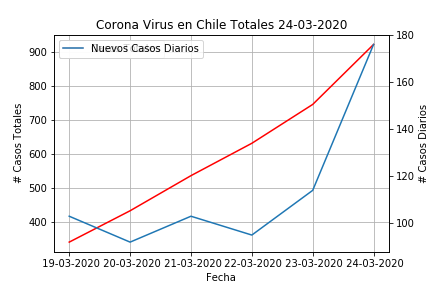 Corona Virus en Chile Totales 24-03-2020
Nuevos Casos Diarios
900
800
700
600
500
400
# Casos Totales
180
160
140
120
100
# Casos Diarios
19-03-2020 20-03-2020 21-03-2020 22-03-2020 23-03-2020 24-03-2020
Fecha